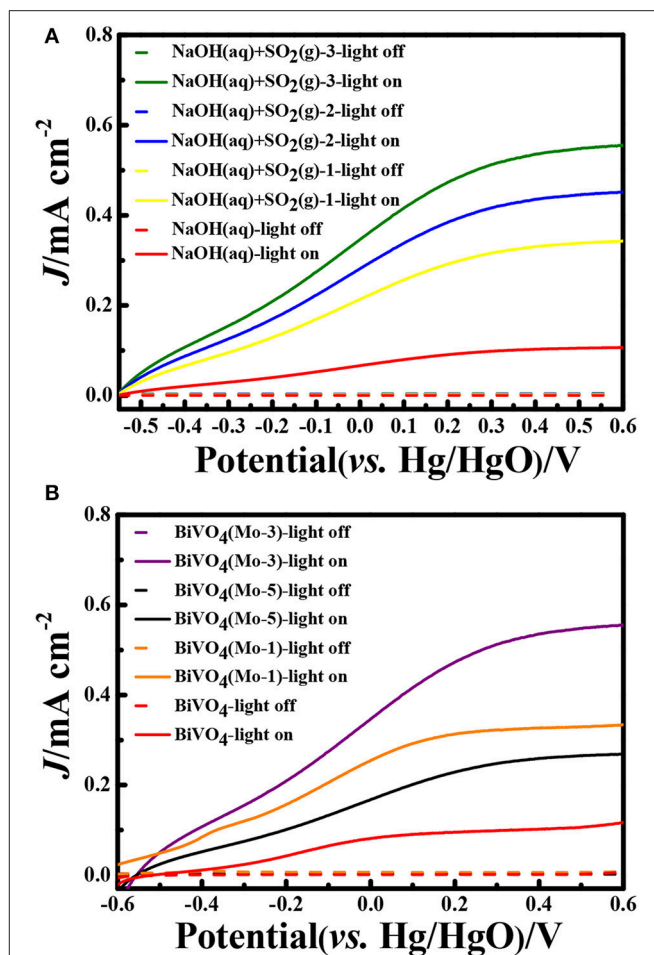 A
0.8
NaOH(aq)+SO2(g)-3-light off
NaOH(aq)+SO2(g)-3-light on
NaOH(aq)+SO2(g)-2-light off
0.6
NaOH(aq)+SO2(g)-2-light on
NaOH(aq)+SO2(g)-1-light off
NaOH(aq)+SO2(g)-1-light on
NaOH(aq)-light off
0.4
NaOH(aq)-light on
J/mA cm-2
0.2
0.0
-0.5 -0.4 -0.3 -0.2 -0.1 0.0 0.1 0.2 0.3 0.4 0.5 0.6
Potential(vs. Hg/HgO)/V
B
0.8
BiVO4(Mo-3)-light off
BiVO4(Mo-3)-light on
BiVO4(Mo-5)-light off
0.6
BiVO4(Mo-5)-light on
BiVO4(Mo-1)-light off
BiVO4(Mo-1)-light on
BiVO4-light off
0.4
BiVO4-light on
J/mA cm-2
0.2
0.0
-0.6 -0.4 -0.2 0.0 0.2 0.4 0.6
Potential(vs. Hg/HgO)/V